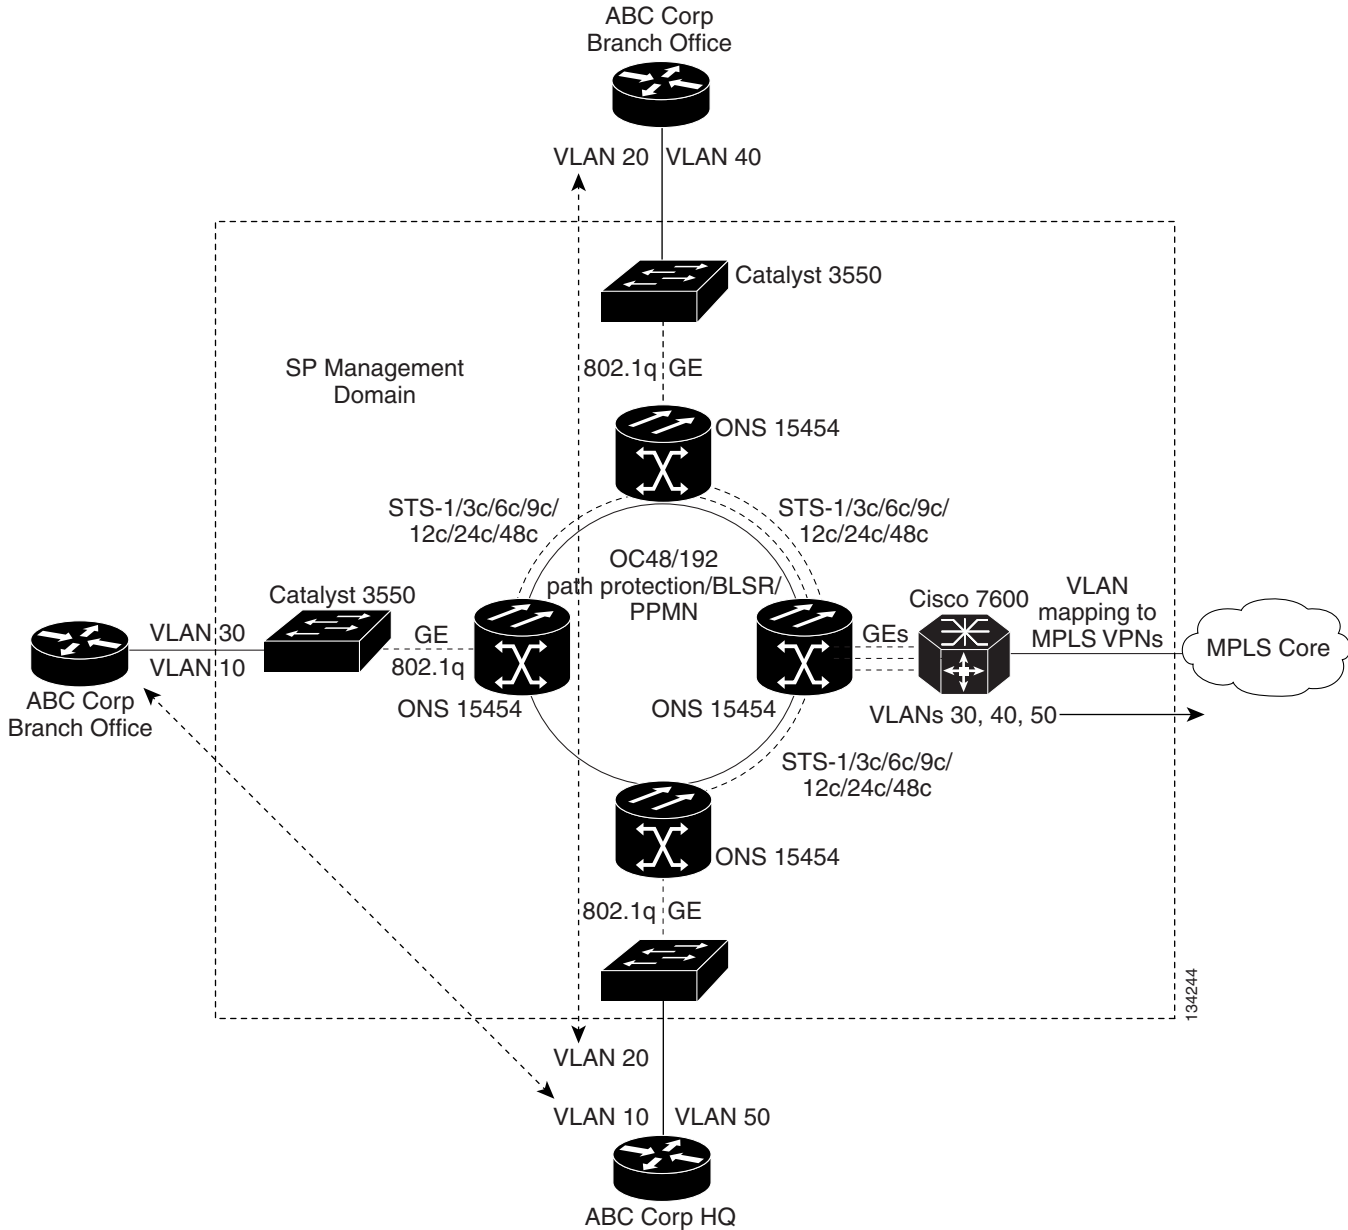 ABC Corp
Branch Office
VLAN 20
VLAN 40
Catalyst 3550
SP Management
Domain
802.1q
GE
ONS 15454
STS-1/3c/6c/9c/
12c/24c/48c
STS-1/3c/6c/9c/
12c/24c/48c
OC48/192
path protection/BLSR/
PPMN
Catalyst 3550
VLAN 30
VLAN 10
ABC Corp
Branch Office
GE
802.1q
ONS 15454
ONS 15454
GEs
Cisco 7600
VLAN
mapping to
MPLS VPNs
MPLS Core
VLANs 30, 40, 50
STS-1/3c/6c/9c/
12c/24c/48c
ONS 15454
802.1q
GE
134244
VLAN 20
VLAN 10
VLAN 50
ABC Corp HQ